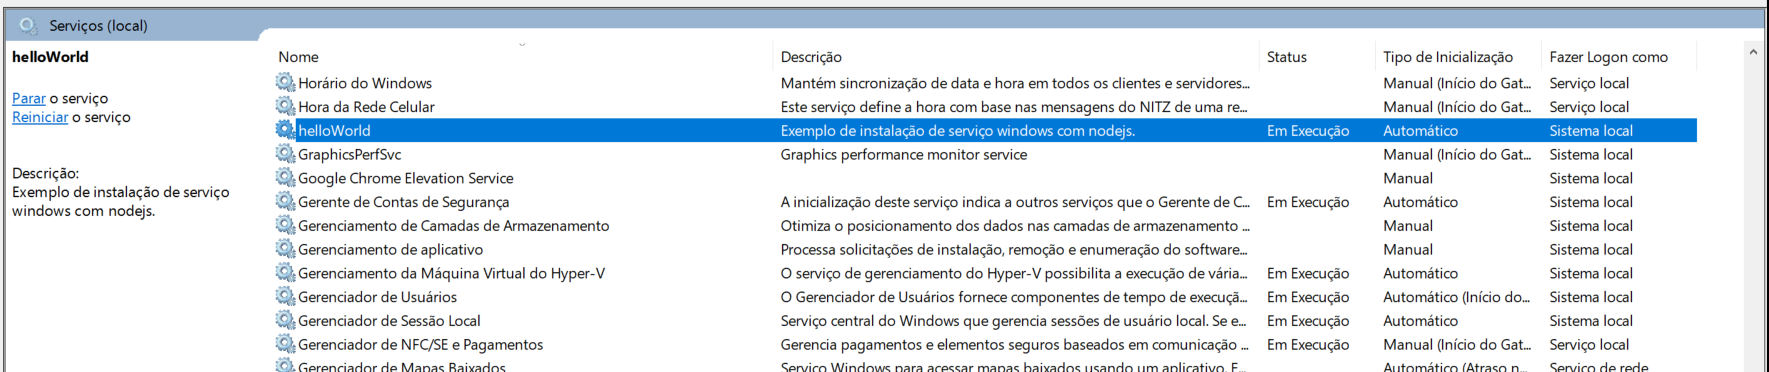 Serviços (local)
helloWorld
Parar o serviço
Reiniciar o serviço
Descrição:
Exemplo de instalação de serviço
windows com nodejs.
Nome Descrição Status Tipo de Inicialização Fazer Logon como
Horário do Windows Mantém sincronização de data e hora em todos os clientes e servidores... Manual (Início do Gat... Serviço local
Hora da Rede Celular Este serviço define a hora com base nas mensagens do NITZ de uma re... Manual (Início do Gat... Serviço local
helloWorld Exemplo de instalação de serviço windows com nodejs. Em Execução Automático Sistema local
GraphicsPerfSvc Graphics performance monitor service Manual (Início do Gat... Sistema local
Google Chrome Elevation Service Manual Sistema local
Gerente de Contas de Segurança A inicialização deste serviço indica a outros serviços que o Gerente de C... Em Execução Automático Sistema local
Gerenciamento de Camadas de Armazenamento Otimiza o posicionamento dos dados nas camadas de armazenamento ... Manual Sistema local
Gerenciamento de aplicativo Processa solicitações de instalação, remoção e enumeração do software... Manual Sistema local
Gerenciamento da Máquina Virtual do Hyper-V O serviço de gerenciamento do Hyper-V possibilita a execução de vária... Em Execução Automático Sistema local
Gerenciador de Usuários O Gerenciador de Usuários fornece componentes de tempo de execuçã... Em Execução Automático (Início do... Sistema local
Gerenciador de Sessão Local Serviço central do Windows que gerencia sessões de usuário local. Se e... Em Execução Automático Sistema local
Gerenciador de NFC/SE e Pagamentos Gerencia pagamentos e elementos seguros baseados em comunicação ... Em Execução Manual (Início do Gat... Serviço local
Gerenciador de Mapas Baixados Serviço Windows para acessar mapas baixados usando um aplicativo. E... Automático (Atraso n... Serviço de rede